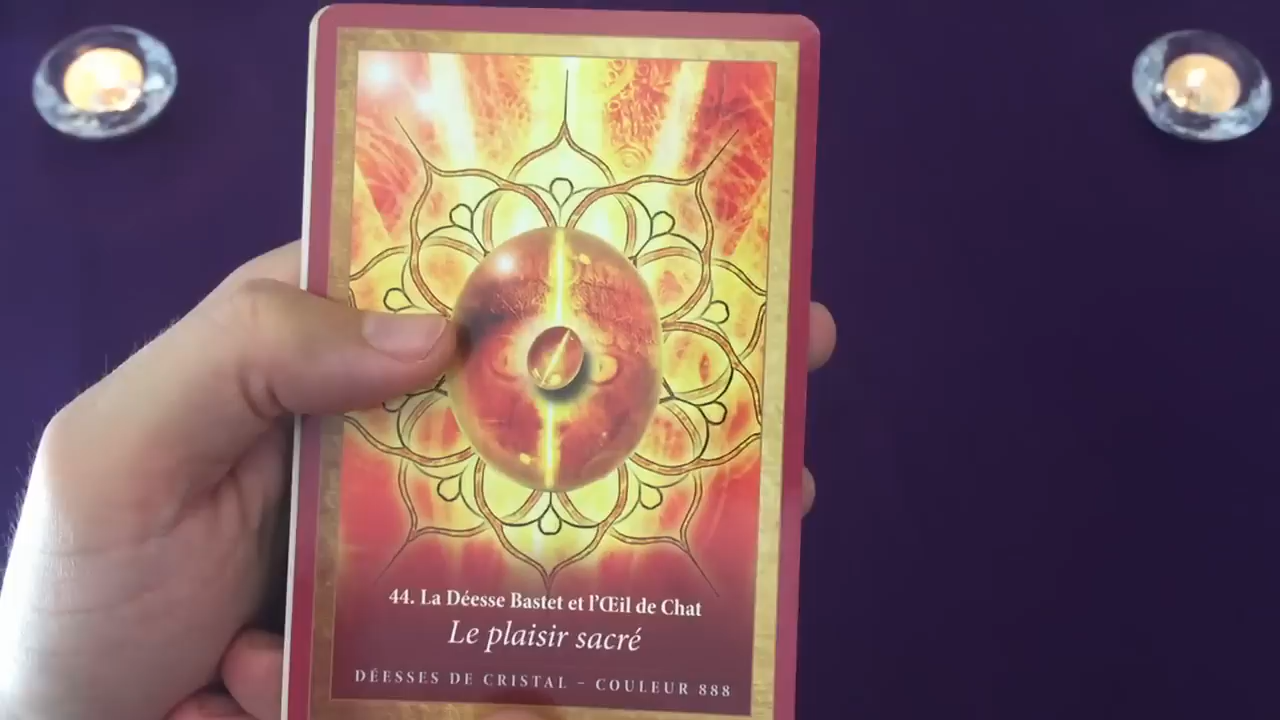 44. La Déesse Bastet et l'Œil de Chat
Le plaisir sacré
DÉESSES DE CRISTAL – COULEUR 888